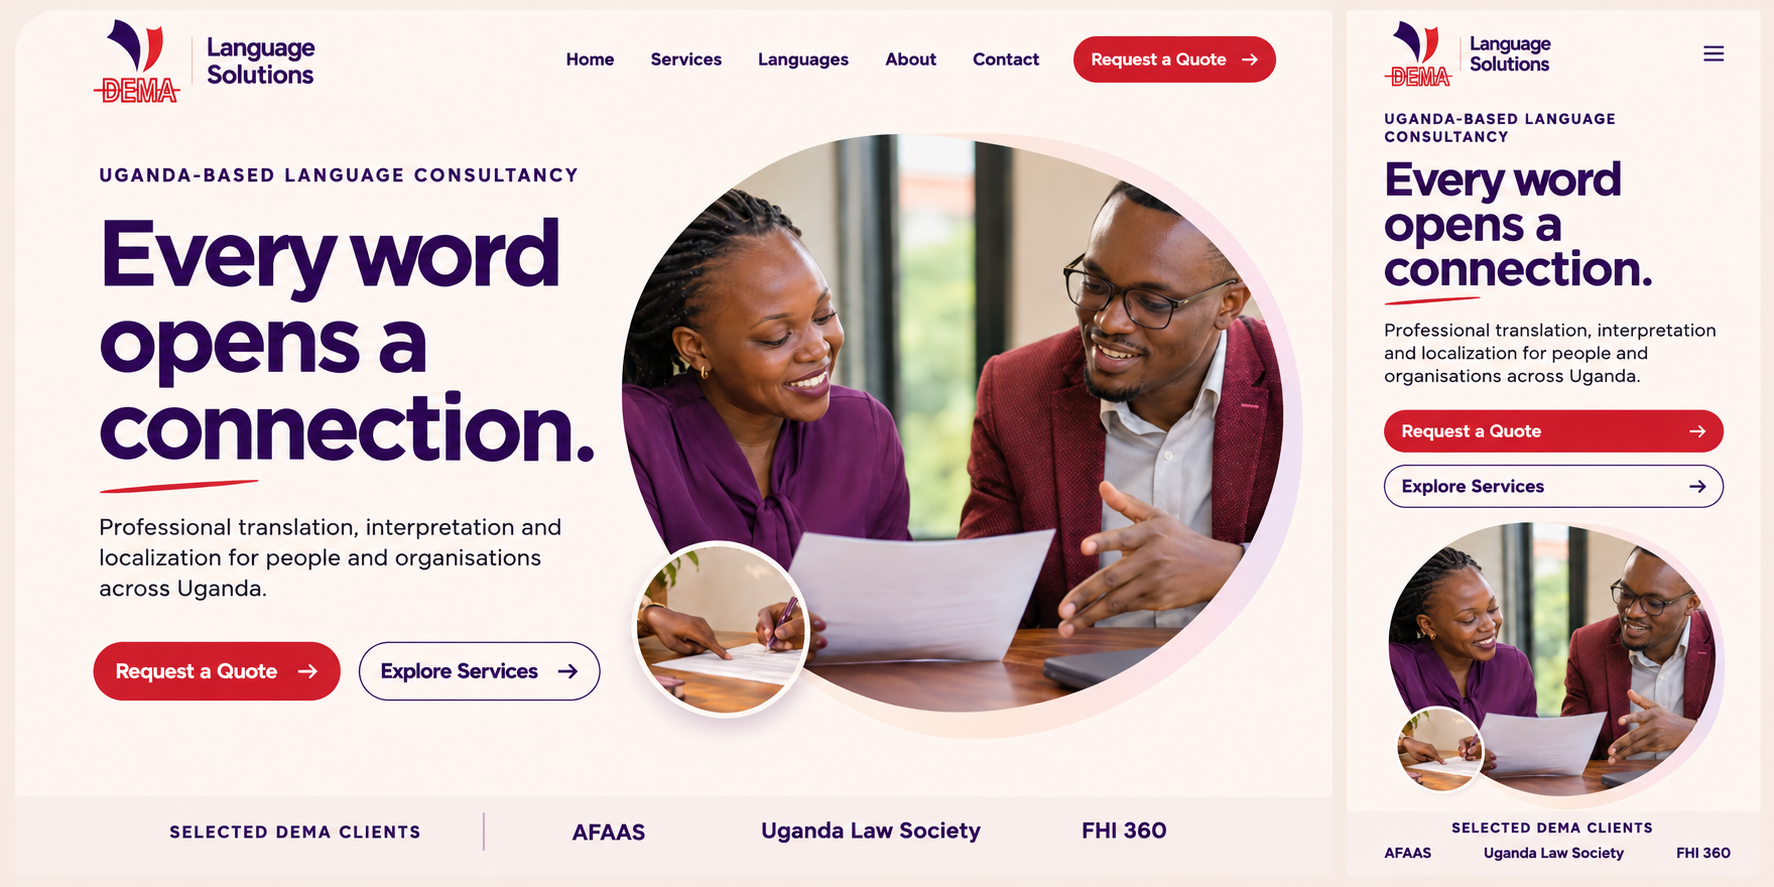 DEMA
Language
Solutions
Home
Services
Languages
About
Contact
Request a Quote →
UGANDA-BASED LANGUAGE CONSULTANCY
Every word
opens a
connection.
Professional translation, interpretation and
localization for people and organisations
across Uganda.
Request a Quote →
Explore Services →
SELECTED DEMA CLIENTS
AFAAS
Uganda Law Society
FHI 360
DEMA
Language
Solutions
UGANDA-BASED LANGUAGE
CONSULTANCY
Every word
opens a
connection.
Professional translation, interpretation
and localization for people and
organisations across Uganda.
Request a Quote →
Explore Services →
SELECTED DEMA CLIENTS
AFAAS
Uganda Law Society
FHI 360